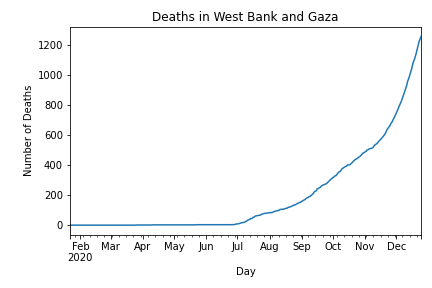 Deaths in West Bank and Gaza
1200
1000
800
600
400
200
0
Number of Deaths
Feb Mar Apr May Jun Jul Aug Sep Oct Nov Dec
2020
Day